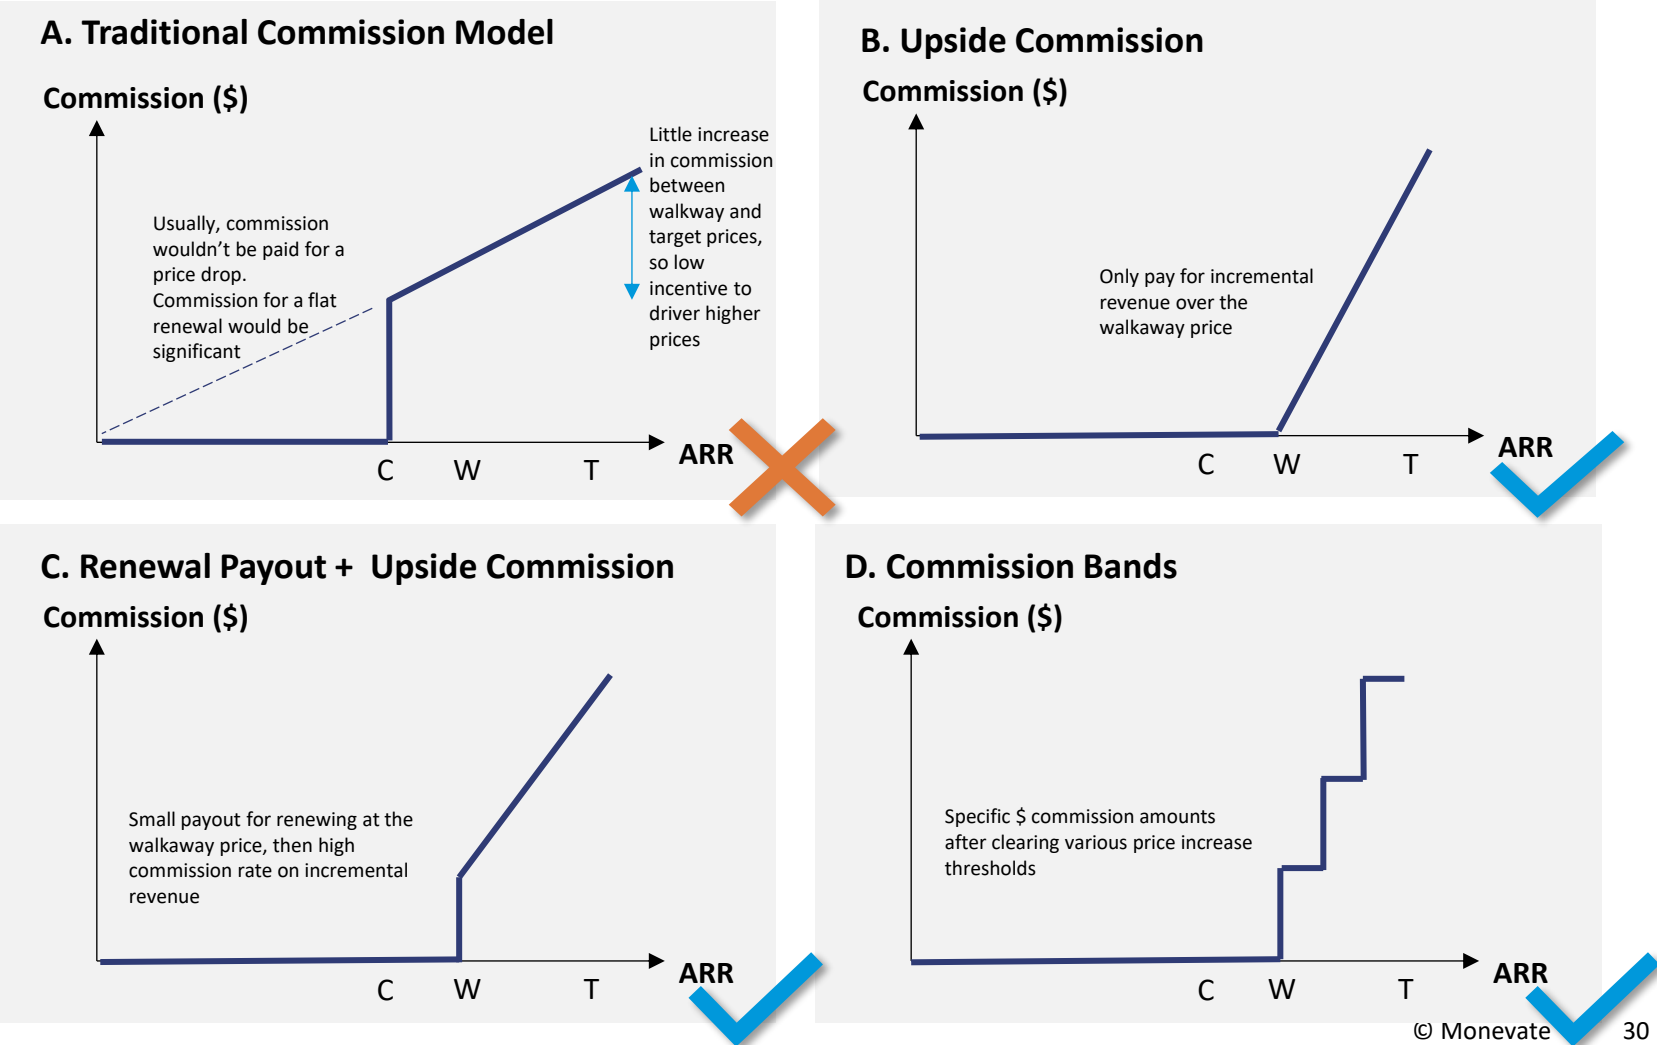 A. Traditional Commission Model
Commission ($)
Usually, commission
wouldn’t be paid for a
price drop.
Commission for a flat
renewal would be
significant
Little increase
in commission
between
walkway and
target prices,
so low
incentive to
driver higher
prices
C W T
ARR
B. Upside Commission
Commission ($)
Only pay for incremental
revenue over the
walkaway price
C W T
ARR
C. Renewal Payout + Upside Commission
Commission ($)
Small payout for renewing at the
walkaway price, then high
commission rate on incremental
revenue
C W T
ARR
D. Commission Bands
Commission ($)
Specific $ commission amounts
after clearing various price increase
thresholds
C W T
ARR
© Monevate 30